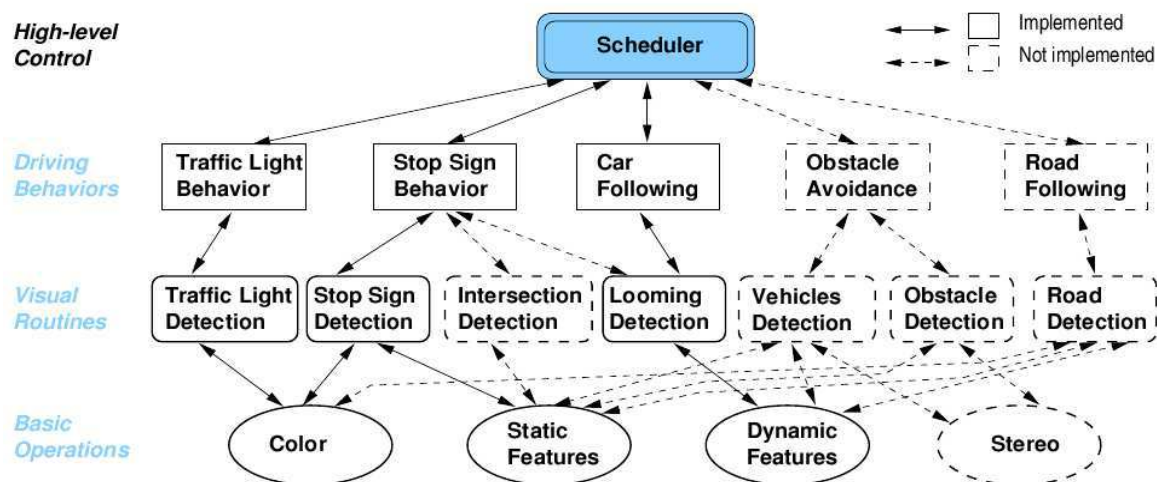 High-level
Control
Scheduler
Implemented
Not implemented
Driving
Behaviors
Traffic Light
Behavior
Stop Sign
Behavior
Car
Following
Obstacle
Avoidance
Road
Following
Visual
Routines
Traffic Light
Detection
Stop Sign
Detection
Intersection
Detection
Looming
Detection
Vehicles
Detection
Obstacle
Detection
Road
Detection
Basic
Operations
Color
Static
Features
Dynamic
Features
Stereo